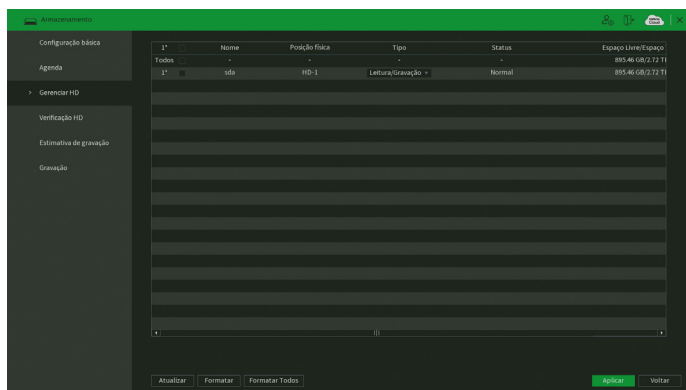 Armazenamento
Configuração básica
Agenda
> Gerenciar HD
Verificação HD
Estimativa de gravação
Gravação
1* Nome Posição física Tipo Status Espaço Livre/Espaço
Todos - - - - 895.46 GB/2.72 TI
1* sda HD-1 Leitura/Gravação Normal 895.46 GB/2.72 TI
Atualizar Formatar Formatar Todos Aplicar Voltar